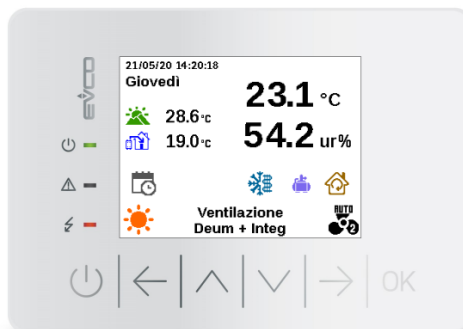 EVCO
21/05/20 14:20:18
Giovedì
23.1 °C
28.6 °C
19.0 °C
54.2 ur%
Ventilazione
Deum + Integ
AUTO
2
OK